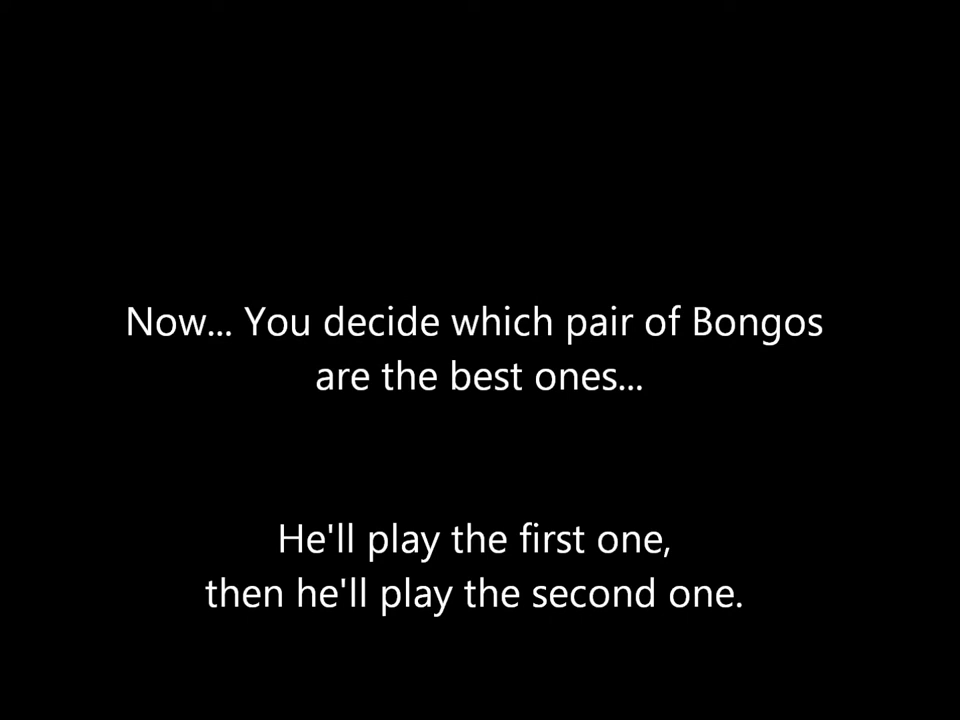 Now... You decide which pair of Bongos
are the best ones...
He'll play the first one,
then he'll play the second one.